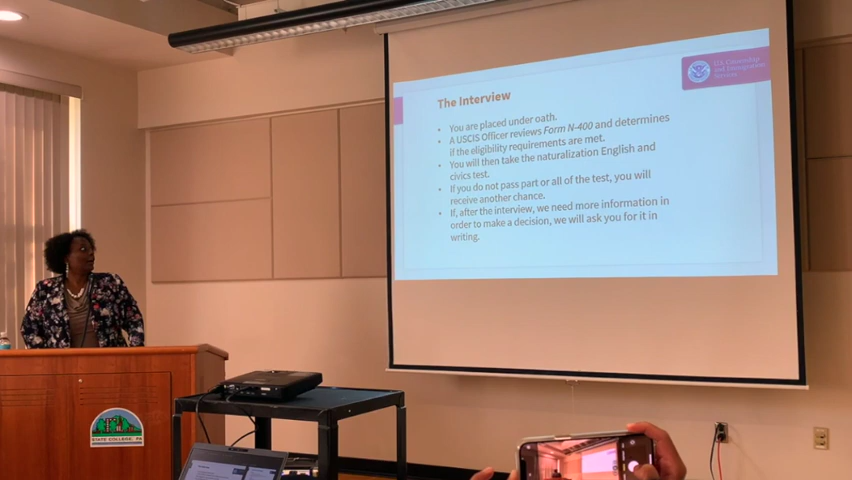 U.S. Citizenship
and Immigration
Services
The Interview
• You are placed under oath.
• A USCIS Officer reviews Form N-400 and determines
if the eligibility requirements are met.
• You will then take the naturalization English and
civics test.
• If you do not pass part or all of the test, you will
receive another chance.
• If, after the interview, we need more information in
order to make a decision, we will ask you for it in
writing.
STATE COLLEGE, PA